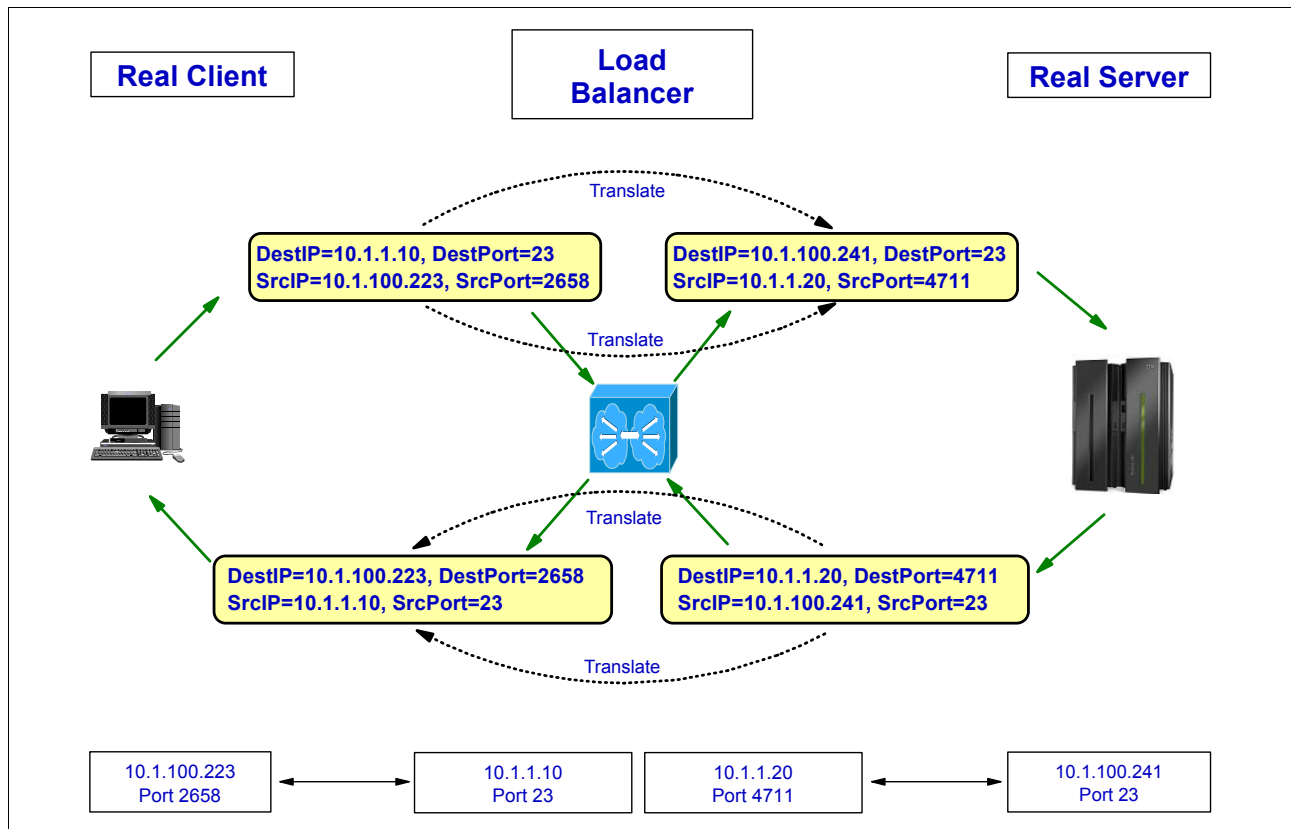 Real Client
Load
Balancer
Real Server
Translate
DestIP=10.1.1.10, DestPort=23
SrcIP=10.1.100.223, SrcPort=2658
DestIP=10.1.100.241, DestPort=23
SrcIP=10.1.1.20, SrcPort=4711
Translate
Translate
DestIP=10.1.100.223, DestPort=2658
SrcIP=10.1.1.10, SrcPort=23
DestIP=10.1.1.20, DestPort=4711
SrcIP=10.1.100.241, SrcPort=23
Translate
10.1.100.223
Port 2658
10.1.1.10
Port 23
10.1.1.20
Port 4711
10.1.100.241
Port 23